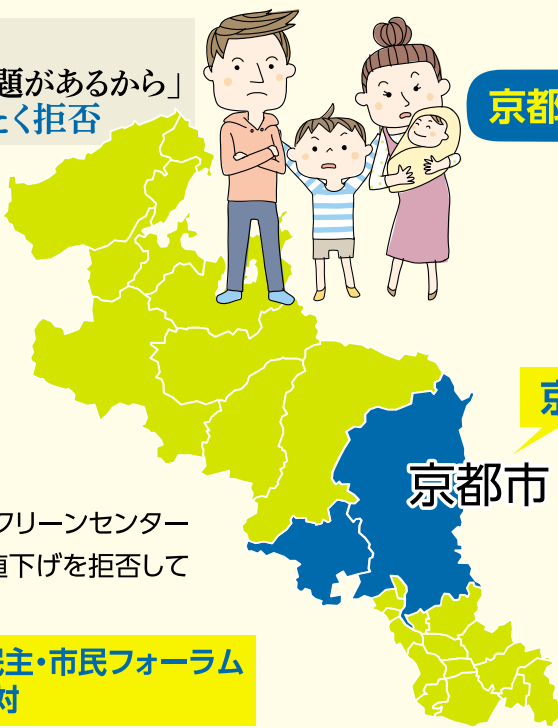 題があるから」
く拒否
京都
京
京都市
クリーンセンター
値下げを拒否して
民主・市民フォーラム
対